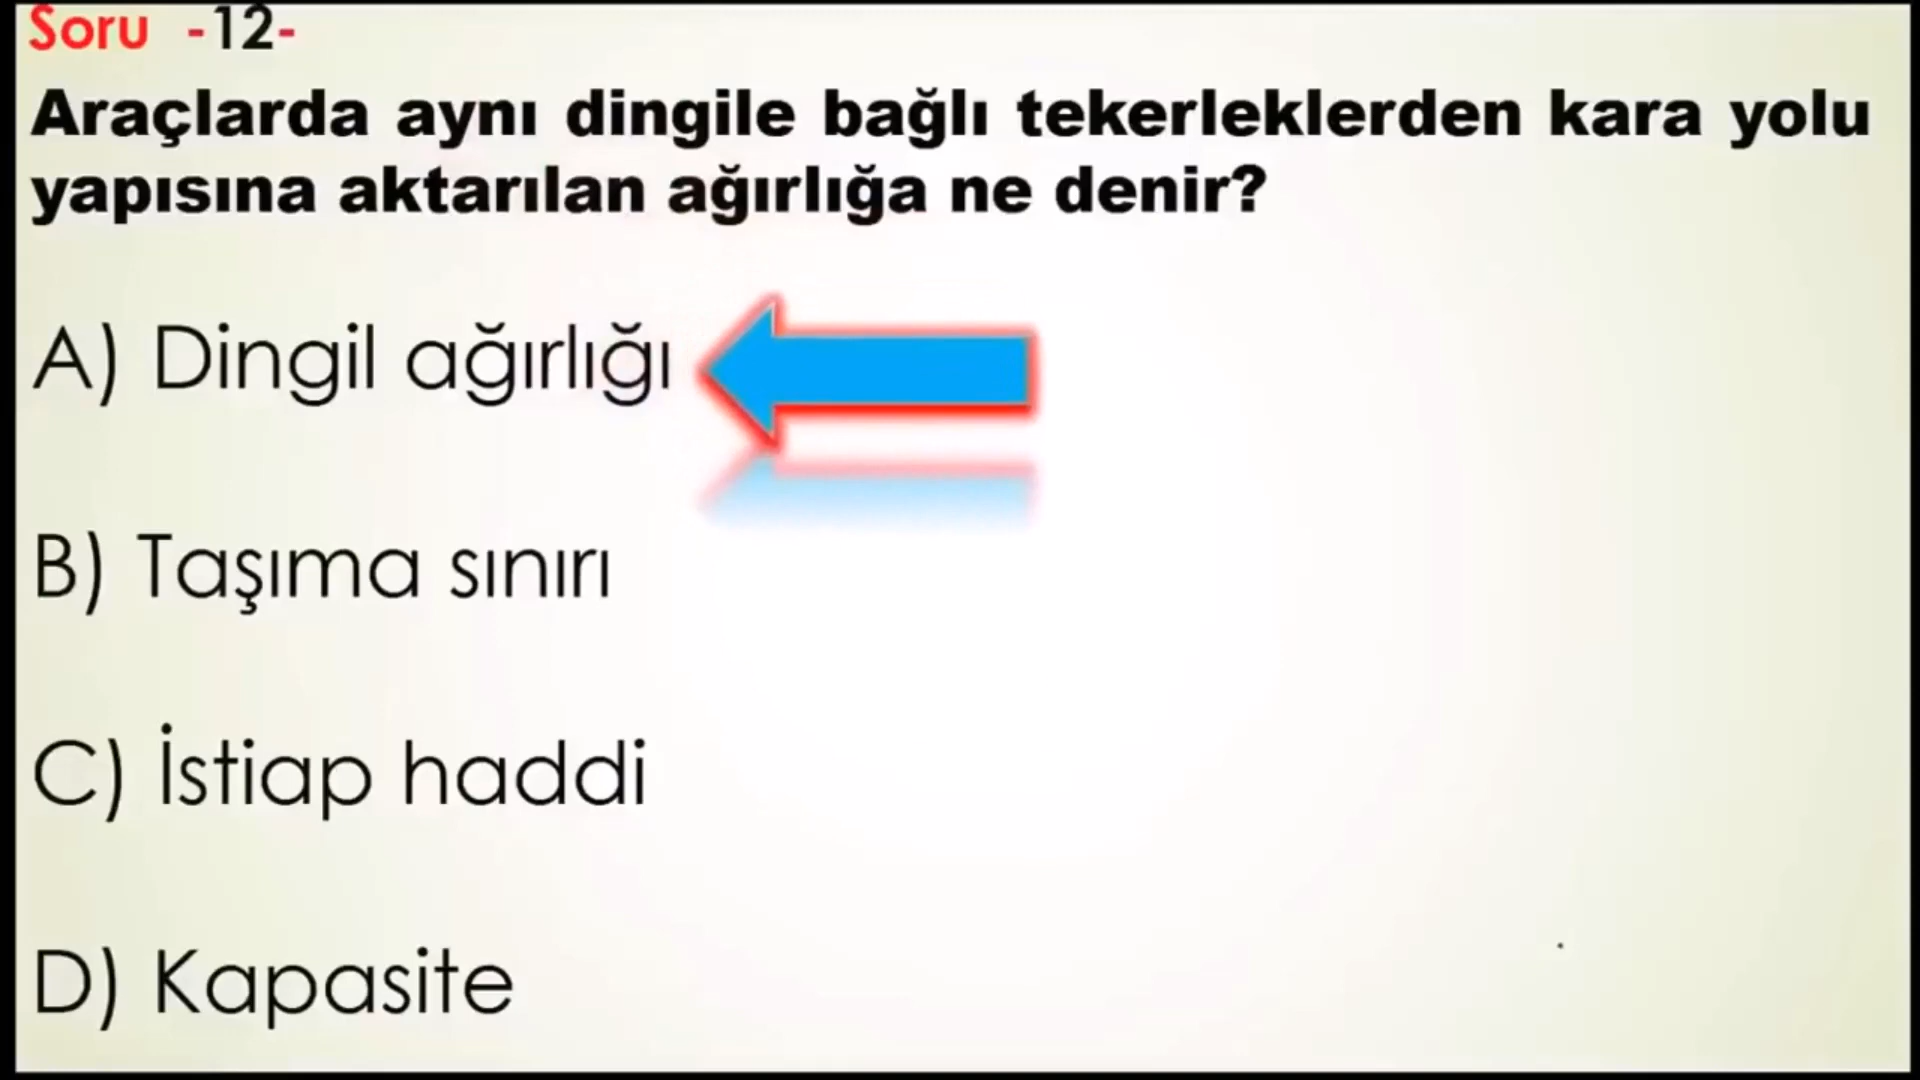 Soru -12-
Araçlarda aynı dingile bağlı tekerleklerden kara yolu
yapısına aktarılan ağırlığa ne denir?
A) Dingil ağırlığı
B) Taşıma sınırı
C) İstiap haddi
D) Kapasite